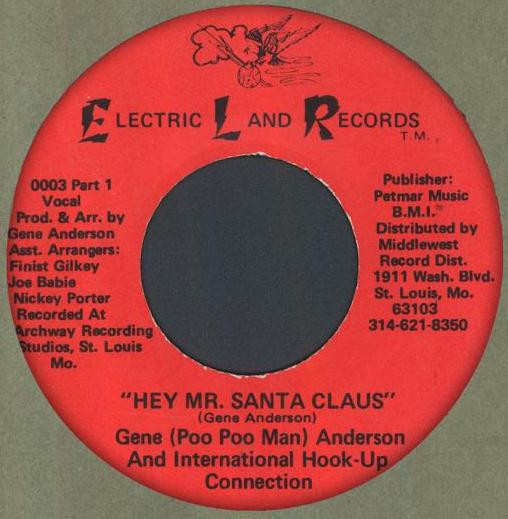 ELECTRIC LAND RECORDS
T.M.
0003 Part 1
Vocal
Prod. & Arr. by
Gene Anderson
Asst. Arrangers:
Finist Gilkey
Joe Babie
Nickey Porter
Recorded At
Archway Recording
Studios, St. Louis
Mo.
Publisher:
Petmar Music
B.M.I.™
Distributed by
Middlewest
Record Dist.
1911 Wash. Blvd.
St. Louis, Mo.
63103
314-621-8350
"HEY MR. SANTA CLAUS"
(Gene Anderson)
Gene (Poo Poo Man) Anderson
And International Hook-Up
Connection